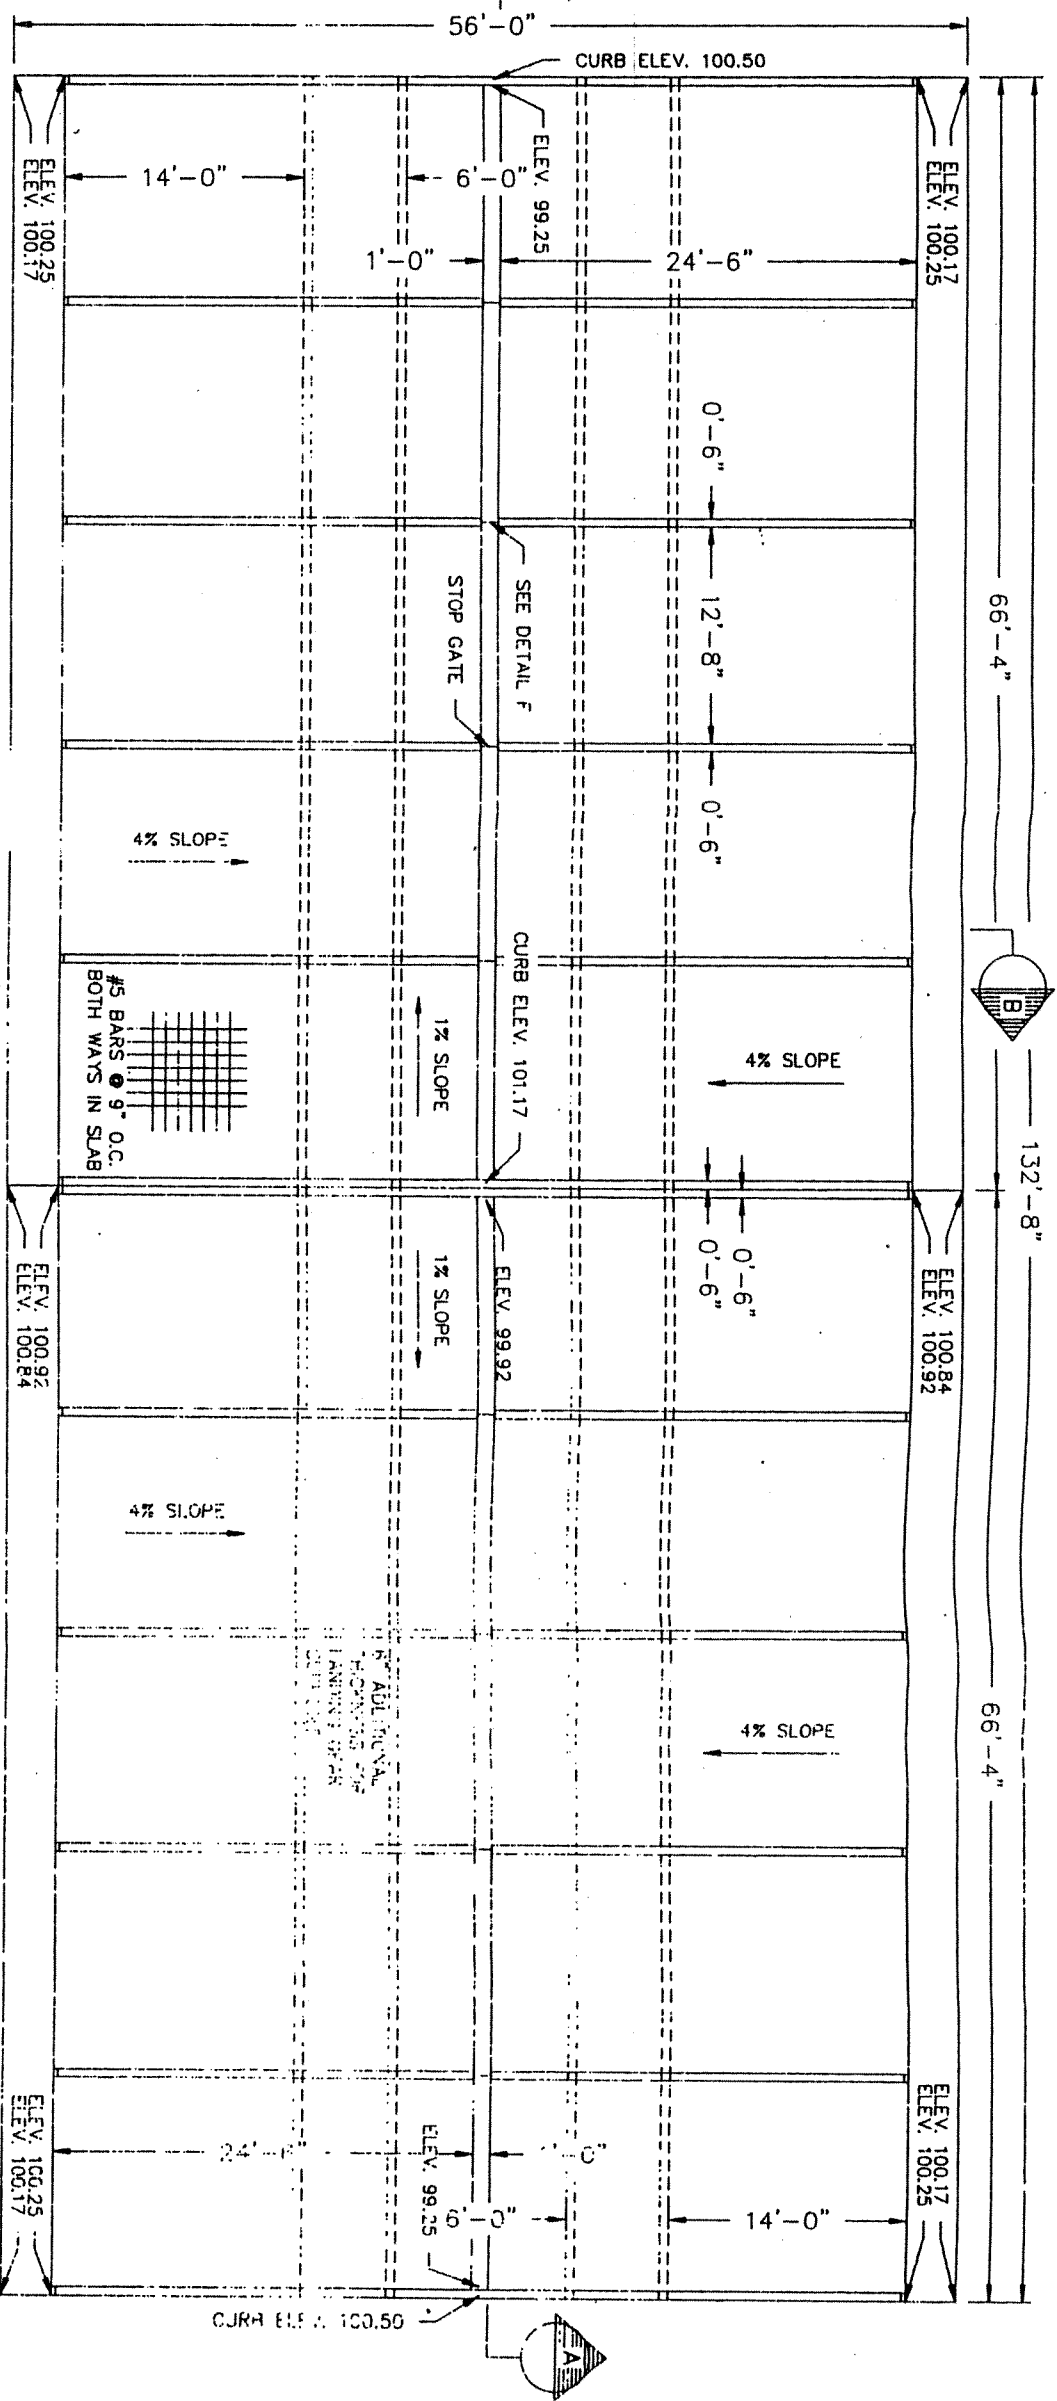 56'-0"
CURB ELEV. 100.50
ELEV. 100.25
ELEV. 100.17
14'-0"
6'-0"
ELEV. 99.25
ELEV. 100.17
ELEV. 100.25
1'-0"
24'-6"
0'-6"
12'-8"
0'-6"
66'-4"
SEE DETAIL F
STOP GATE
4% SLOPE
CURB ELEV. 101.17
B
132'-8"
#5 BARS @ 9" O.C.
BOTH WAYS IN SLAB
1% SLOPE
4% SLOPE
0'-6"
0'-6"
1% SLOPE
ELEV. 99.92
ELEV. 100.92
ELEV. 100.84
ELEV. 100.84
ELEV. 100.92
4% SLOPE
4% SLOPE
66'-4"
ELEV. 100.25
ELEV. 100.17
ELEV. 99.25
6'-0"
14'-0"
ELEV. 100.17
ELEV. 100.25
CURB 100.50
A